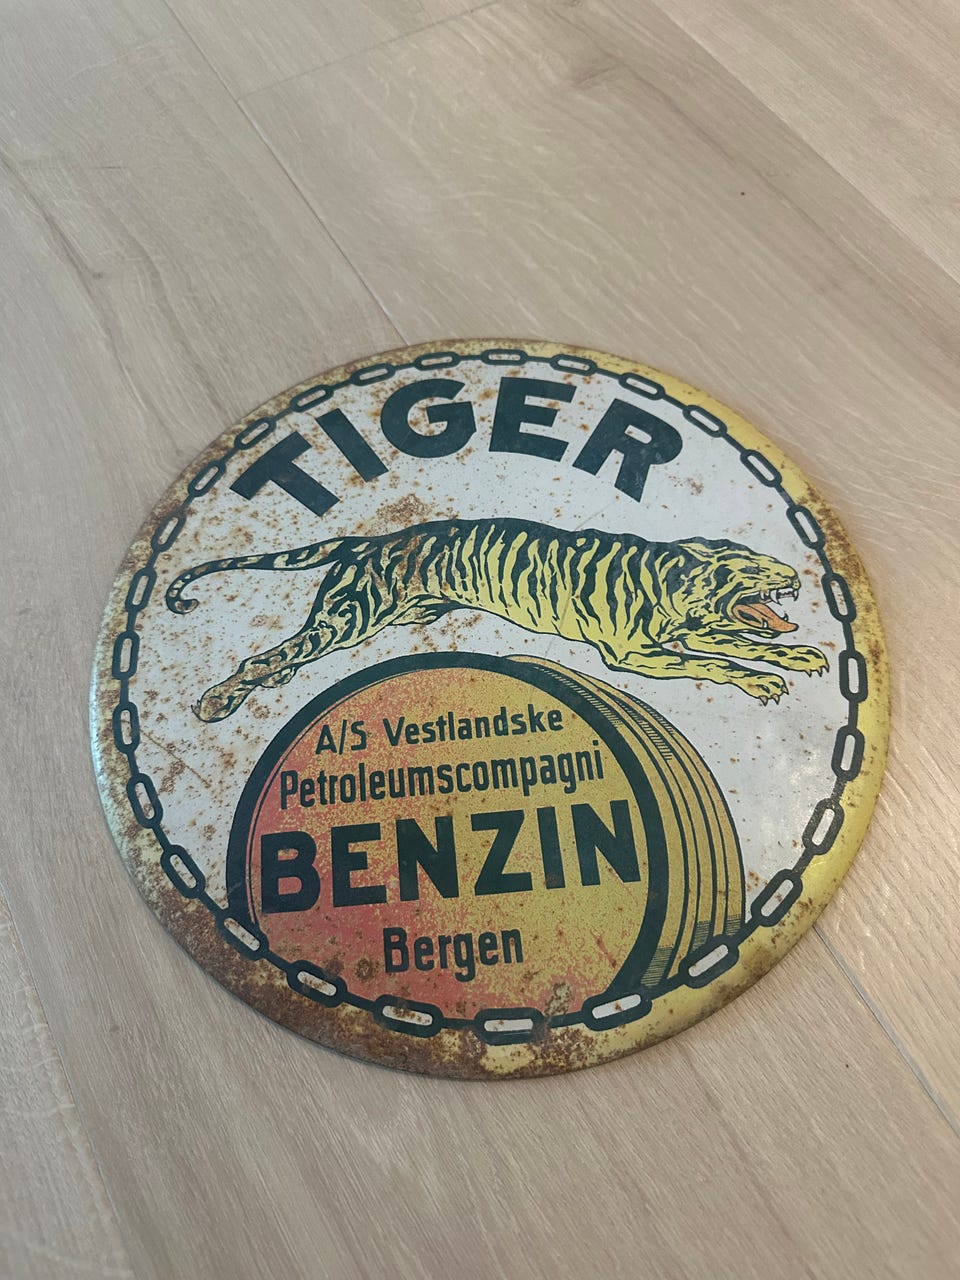 TIGER
A/S Vestlandske
Petroleumscompagni
BENZIN
Bergen